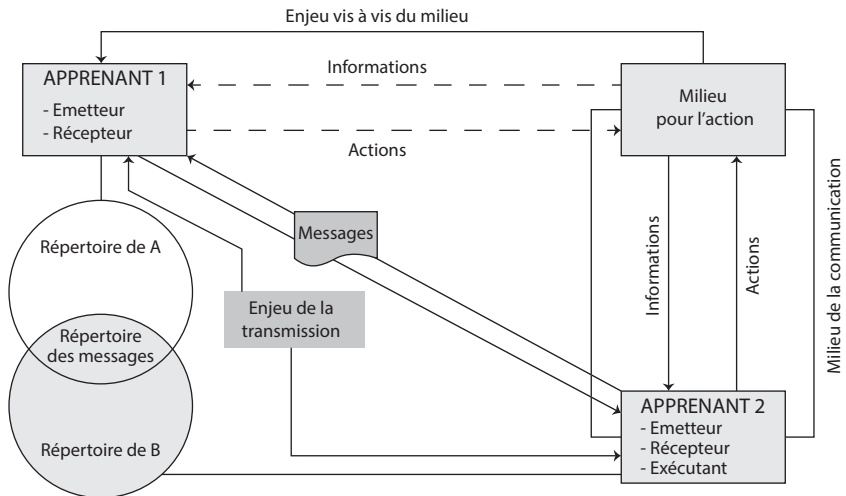 Enjeu vis à vis du milieu
APPRENANT 1
- Emetteur
- Récepteur
Informations
Actions
Milieu
pour l'action
Répertoire de A
Répertoire
des messages
Répertoire de B
Messages
Enjeu de la
transmission
Informations
Actions
Milieu de la communication
APPRENANT 2
- Emetteur
- Récepteur
- Exécutant